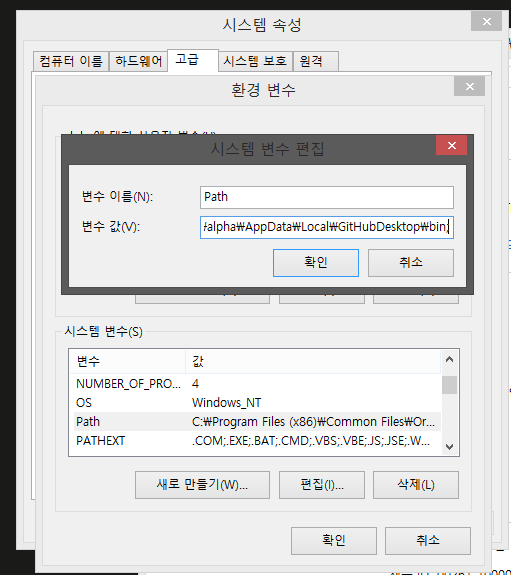 시스템 속성
컴퓨터 이름 하드웨어 고급 시스템 보호 원격
환경 변수
시스템 변수 편집
변수 이름(N): Path
변수 값(V): alpha₩AppData₩Local₩GitHubDesktop₩bin;
확인 취소
시스템 변수(S)
변수 값
NUMBER_OF_PRO... 4
OS Windows_NT
Path C:₩Program Files (x86)₩Common Files₩Or...
PATHEXT .COM;.EXE;.BAT;.CMD;.VBS;.VBE;.JS;.JSE;.W...
새로 만들기(W)... 편집(I)... 삭제(L)
확인 취소